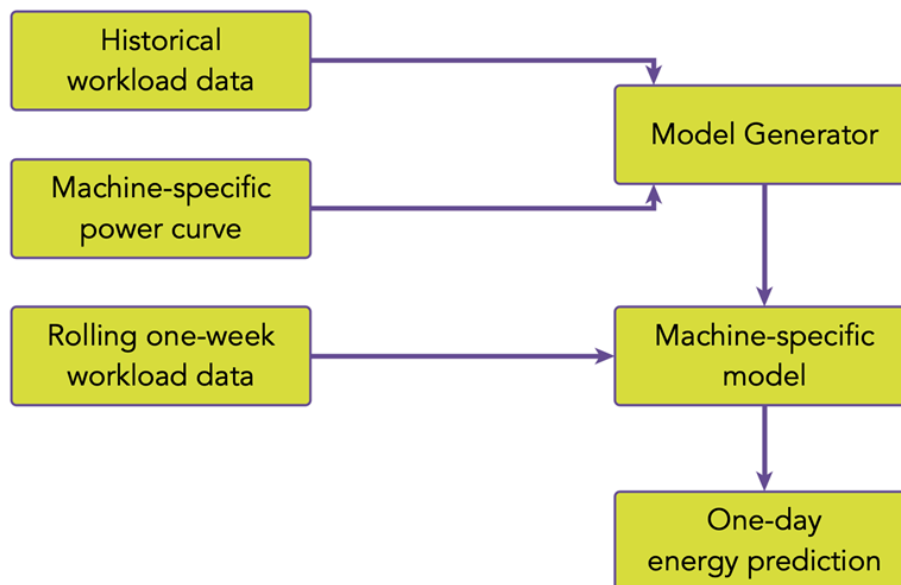 Historical
workload data
Model Generator
Machine-specific
power curve
Rolling one-week
workload data
Machine-specific
model
One-day
energy prediction